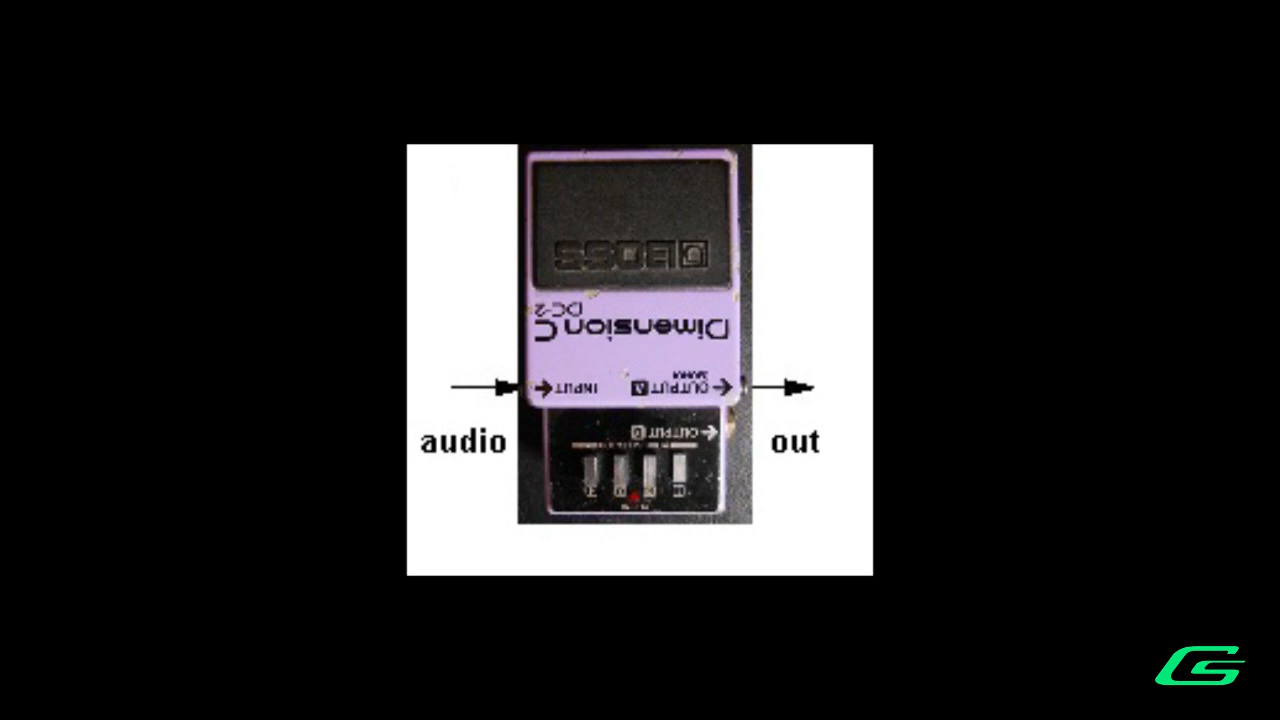 BOSS
DC-2
Dimension C
INPUT OUTPUT A
audio out
OUTPUT B